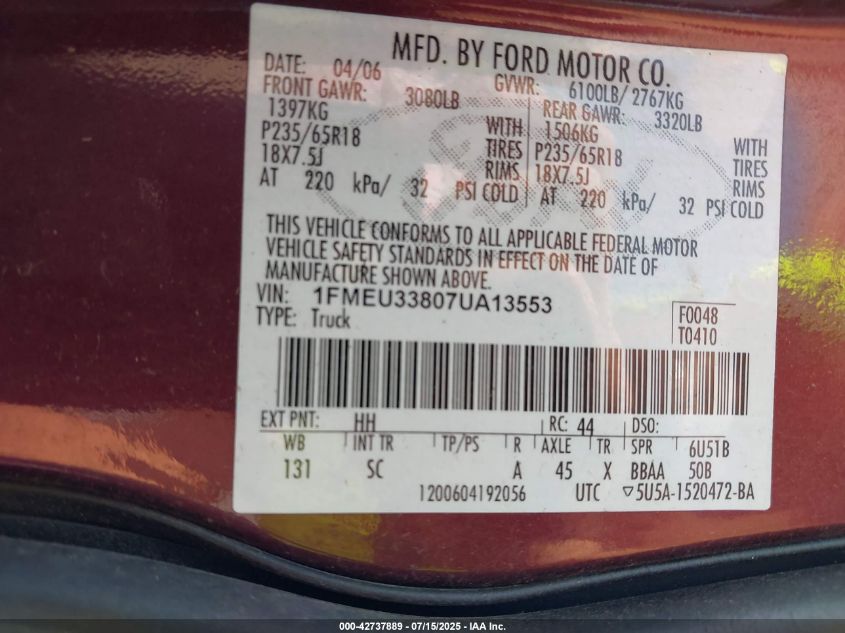 MFD. BY FORD MOTOR CO.
DATE: 04/06 GVWR: 6100LB/ 2767KG
FRONT GAWR: 3080LB REAR GAWR: 3320LB
1397KG WITH 1506KG WITH
P235/65R18 TIRES P235/65R18 TIRES
18X7.5J RIMS 18X7.5J RIMS
AT 220 kPa/ 32 PSI COLD AT 220 kPa/ 32 PSI COLD
THIS VEHICLE CONFORMS TO ALL APPLICABLE FEDERAL MOTOR
VEHICLE SAFETY STANDARDS IN EFFECT ON THE DATE OF
MANUFACTURE SHOWN ABOVE.
VIN: 1FMEU33807UA13553
TYPE: Truck
F0048
T0410
EXT PNT: HH RC: 44 DSO:
WB INT TR TP/PS R AXLE TR SPR 6U51B
131 SC A 45 X BBAA 50B
1200604192056 UTC ▽5U5A-1520472-BA
000-42737889 - 07/15/2025 - IAA Inc.